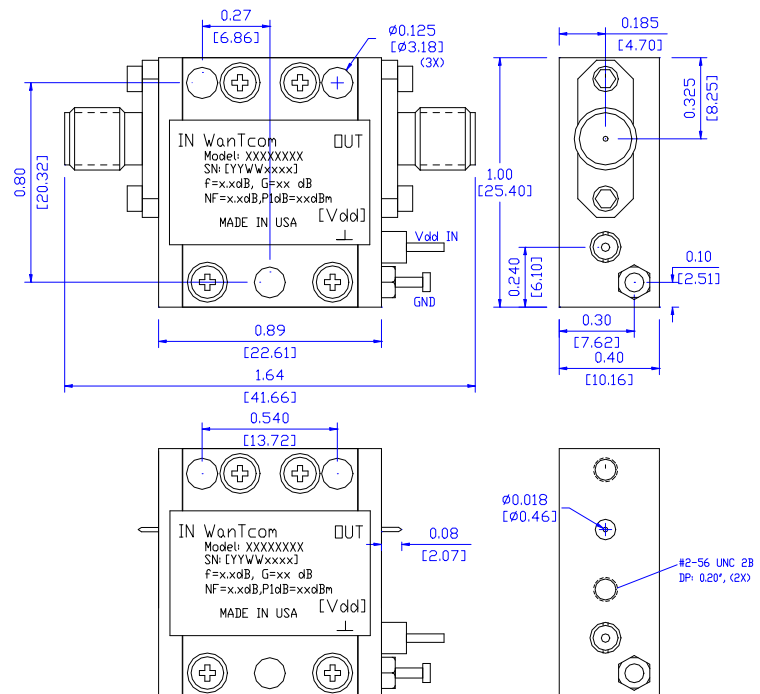 0.27
[6.86]
Ø0.125
[Ø3.18]
(3X)
0.185
[4.70]
0.325
[8.25]
0.80
[20.32]
IN WanTcom OUT
Model: XXXXXXXX
SN: [YYWWxxxx]
f=x.xdB, G=xx dB
NF=x.xdB,P1dB=xxdBm
MADE IN USA [Vdd]
Vdd IN
GND
1.00
[25.40]
0.240
[6.10]
0.10
[2.51]
0.89
[22.61]
0.30
[7.62]
1.64
[41.66]
0.40
[10.16]
0.540
[13.72]
IN WanTcom OUT
Model: XXXXXXXX
SN: [YYWWxxxx]
f=x.xdB, G=xx dB
NF=x.xdB,P1dB=xxdBm
MADE IN USA [Vdd]
0.08
[2.07]
Ø0.018
[Ø0.46]
#2-56 UNC 2B
DP: 0.20", (2X)